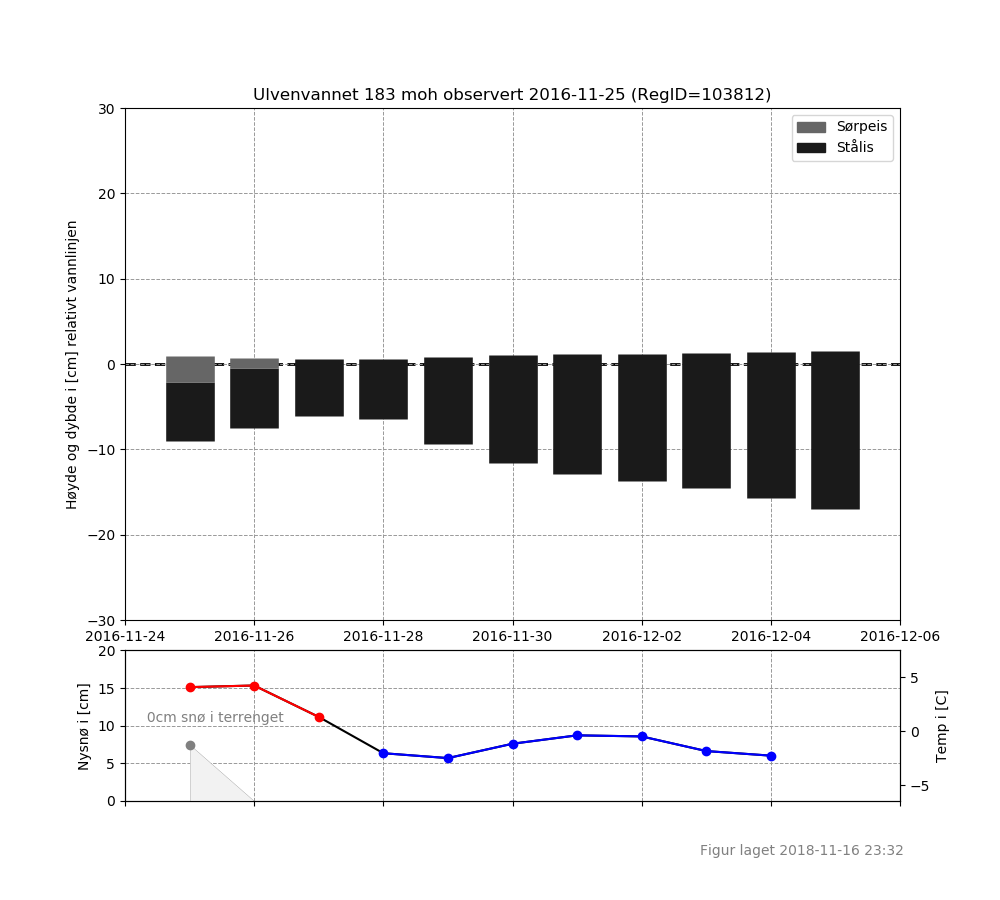 Ulvenvannet 183 moh observert 2016-11-25 (RegID=103812)
Sørpeis
Stålis
Høyde og dybde i [cm] relativt vannlinjen
30
20
10
0
−10
−20
−30
2016-11-24 2016-11-26 2016-11-28 2016-11-30 2016-12-02 2016-12-04 2016-12-06
Nysnø i [cm]
20
15
10
5
0
0cm snø i terrenget
5
0
−5
Temp i [C]
Figur laget 2018-11-16 23:32